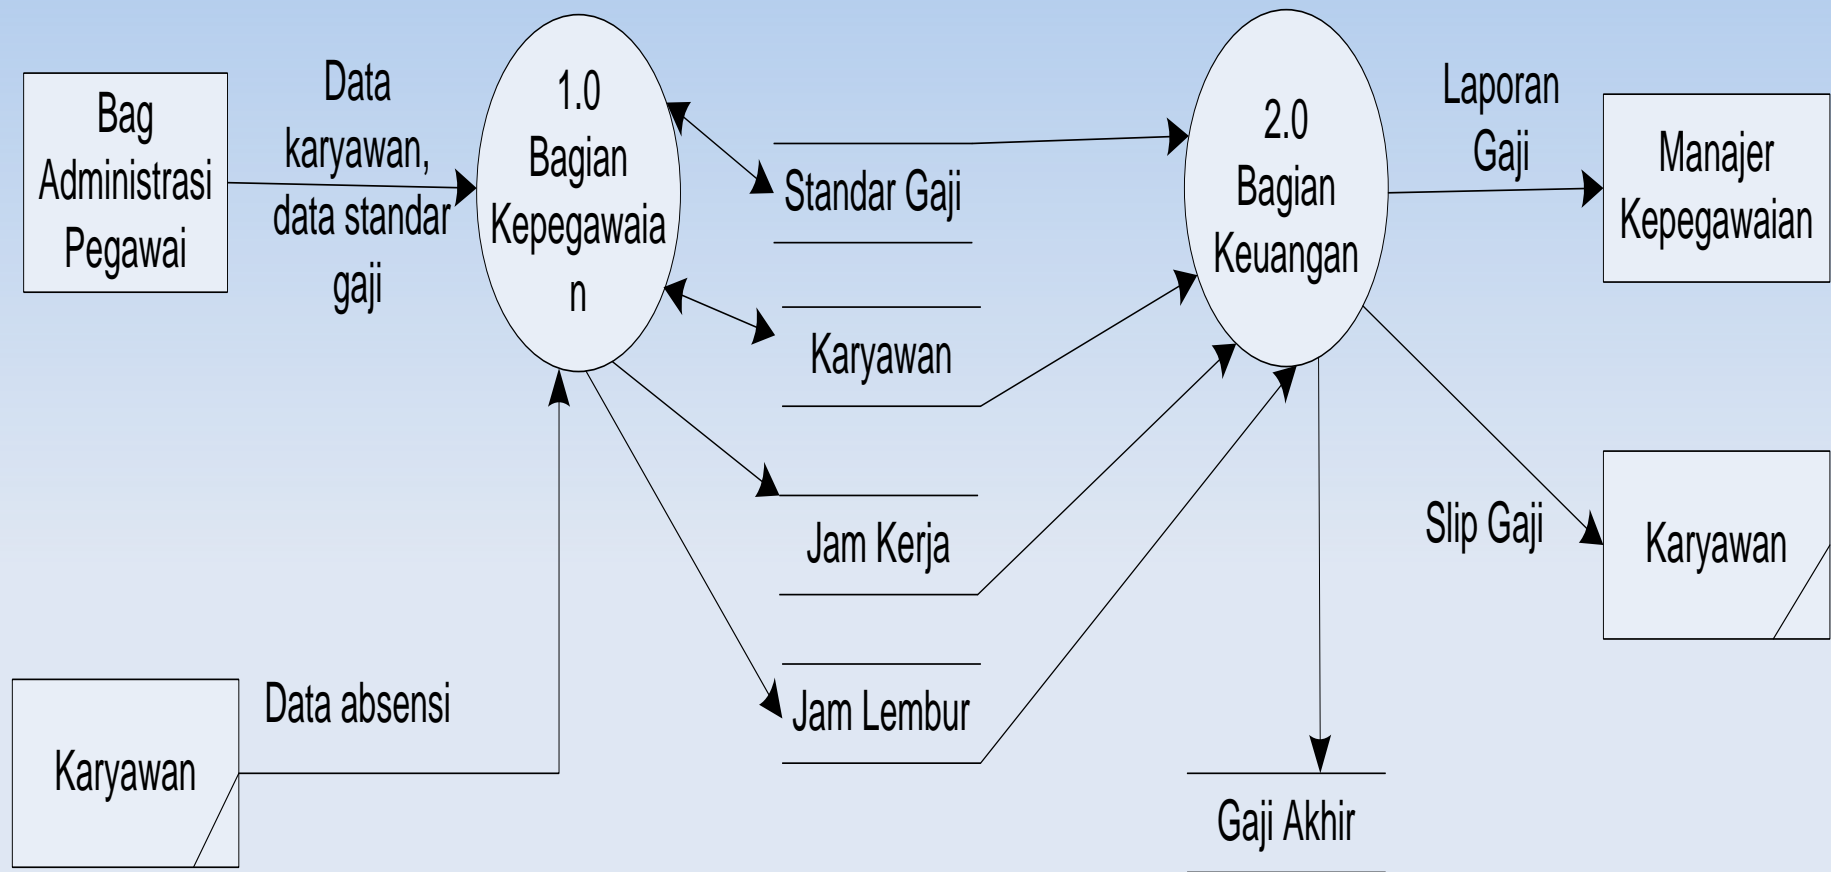 Bag
Administrasi
Pegawai
Data
karyawan,
data standar
gaji
1.0
Bagian
Kepegawaia
n
Standar Gaji
Karyawan
Jam Kerja
Jam Lembur
2.0
Bagian
Keuangan
Laporan
Gaji
Manajer
Kepegawaian
Slip Gaji
Karyawan
Karyawan
Data absensi
Gaji Akhir